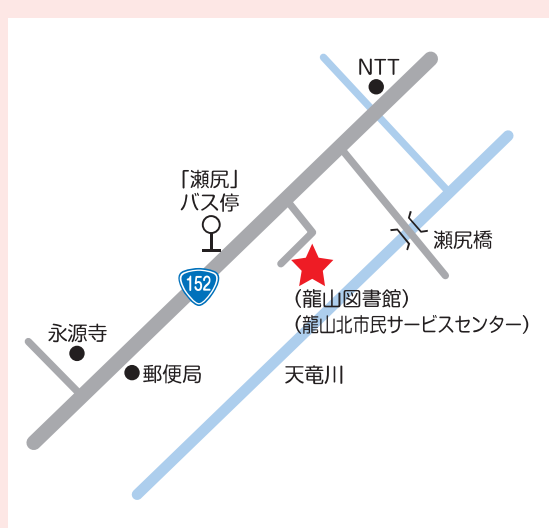 NTT
「瀬尻」
バス停
瀬尻橋
152
(龍山図書館)
(龍山北市民サービスセンター)
永源寺
郵便局
天竜川